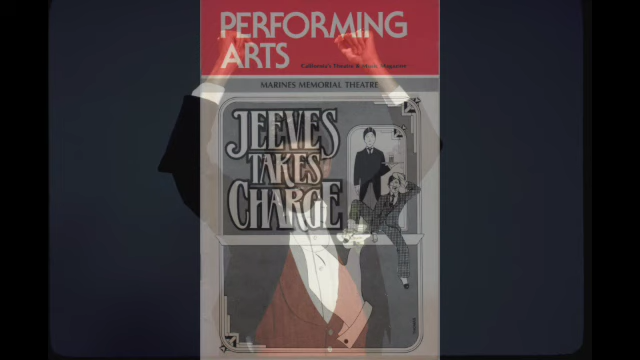 PERFORMING
ARTS
California's Theatre & Music Magazine
MARINES MEMORIAL THEATRE
JEEVES
TAKES
CHARGE